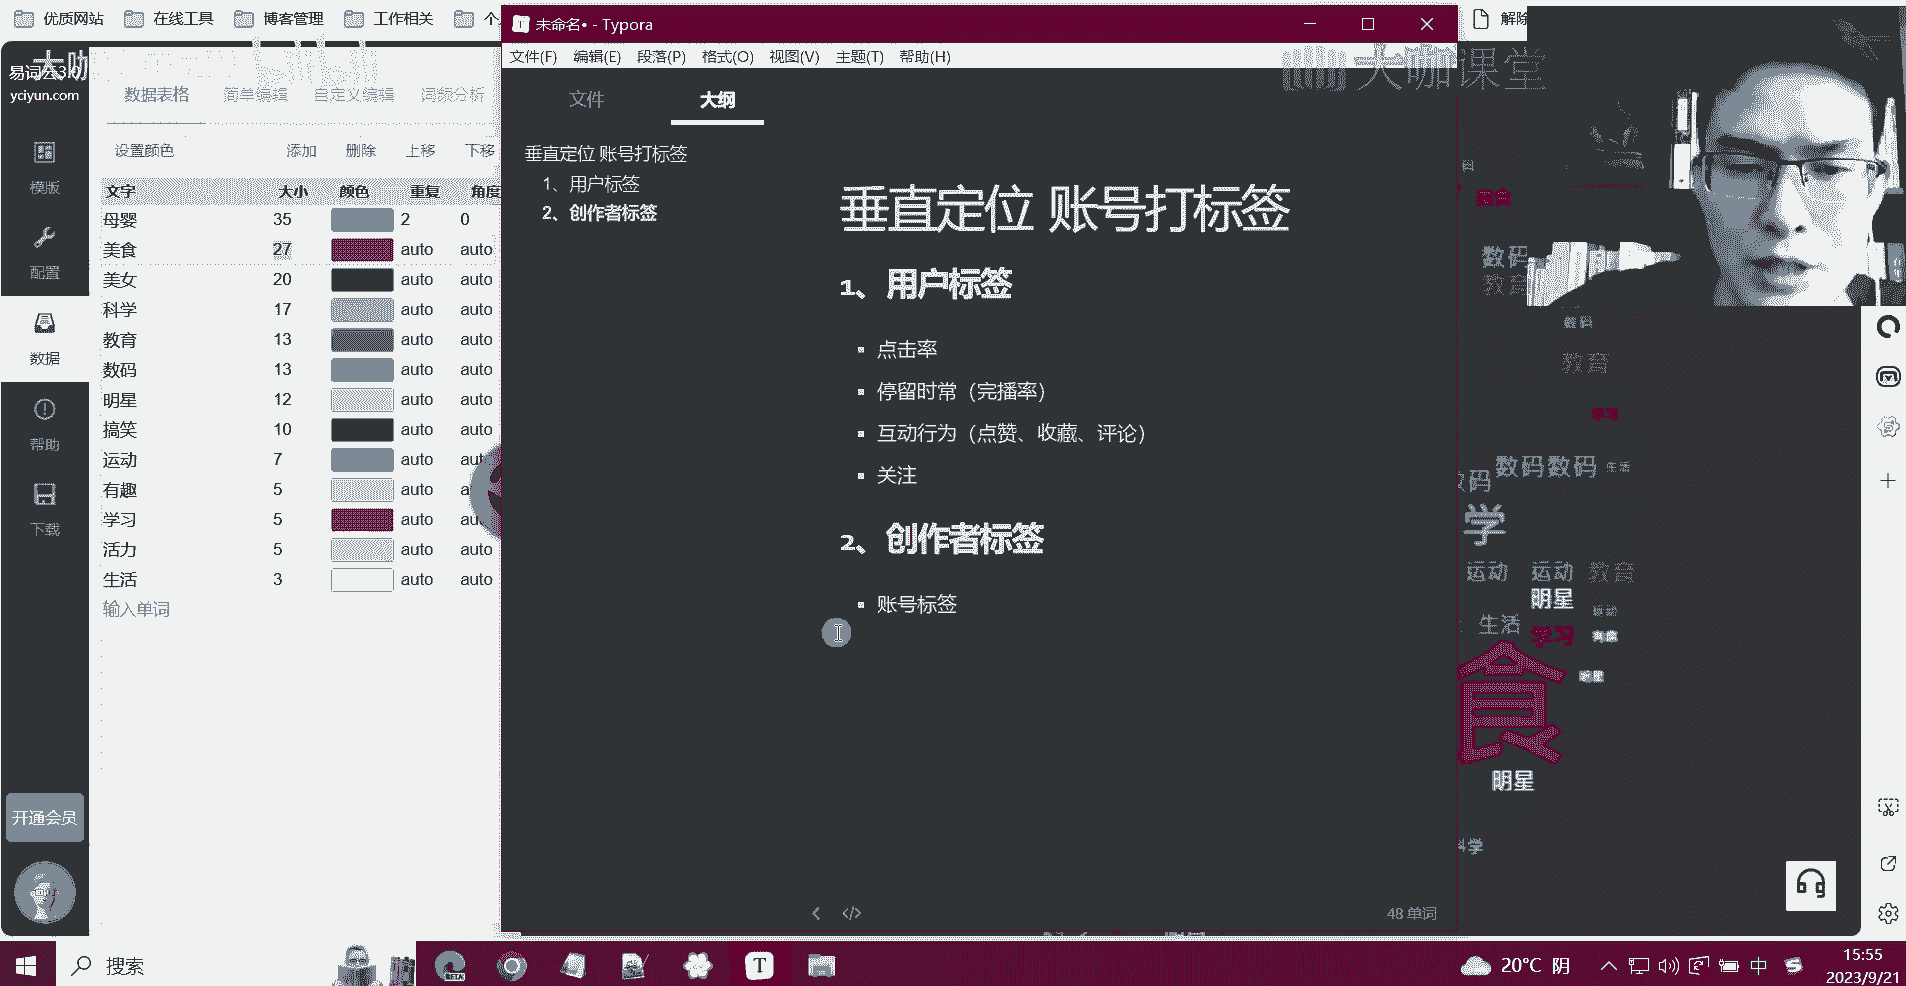 优质网站 在线工具 博客管理 工作相关
未命名• - Typora
解除
易词云3.0
yciyun.com
大咖课堂
文件(F) 编辑(E) 段落(P) 格式(O) 视图(V) 主题(T) 帮助(H)
数据表格 简单编辑 自定义编辑 词频分析
文件 大纲
设置颜色 添加 删除 上移 下移
文字 大小 颜色 重复 角度
母婴 35 2 0
美食 27 auto auto
美女 20 auto auto
科学 17 auto auto
教育 13 auto auto
数码 13 auto auto
明星 12 auto auto
搞笑 10 auto auto
运动 7 auto
有趣 5 auto
学习 5 auto
活力 5 auto auto
生活 3 auto auto
输入单词
模版
配置
数据
帮助
下载
开通会员
垂直定位 账号打标签
1、用户标签
2、创作者标签
垂直定位 账号打标签
1、 用户标签
点击率
停留时常（完播率）
互动行为（点赞、收藏、评论）
关注
2、 创作者标签
账号标签
48 单词
数码
教育
数码
教育
学习
数码数码 生活
学
运动 运动 教育
明星
生活 学习 有趣
食
明星
搜索
20°C 阴
中
15:55
2023/9/21